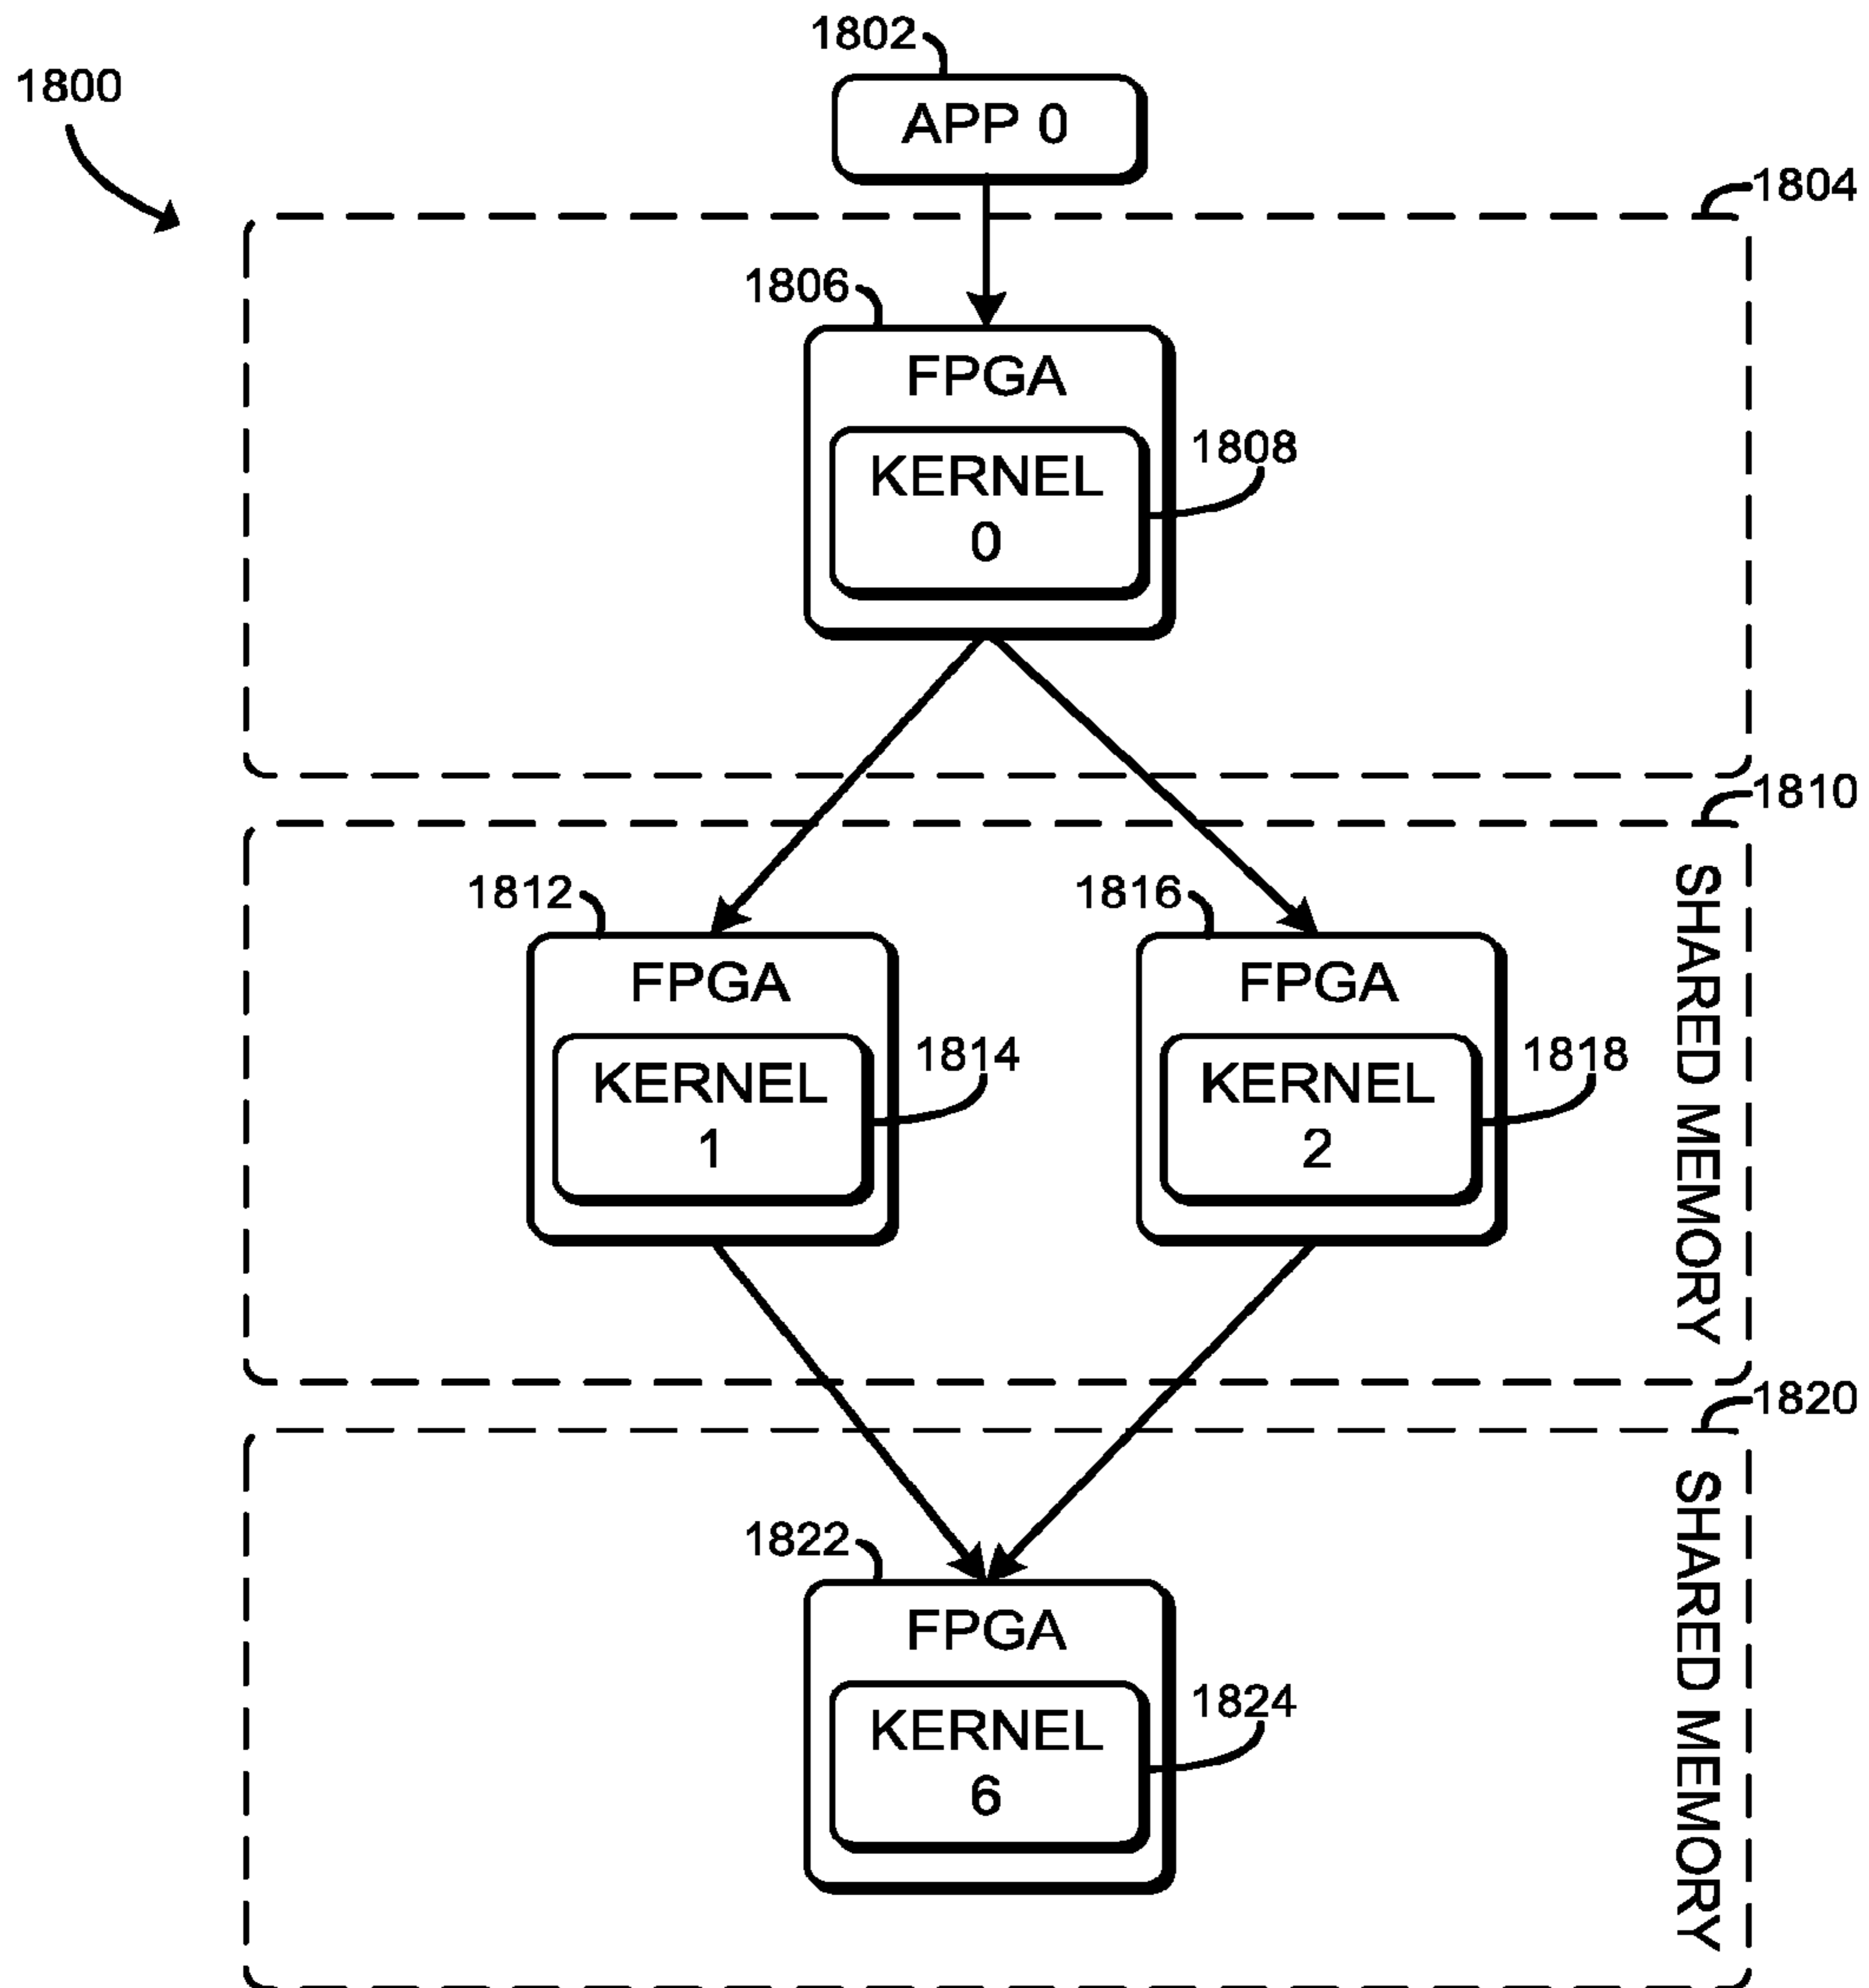 1802
1800
APP 0
1804
1806
FPGA
1808
KERNEL
0
1810
SHARED MEMORY
1812
1816
FPGA
FPGA
1814
1818
KERNEL
1
KERNEL
2
1820
SHARED MEMORY
1822
FPGA
1824
KERNEL
6